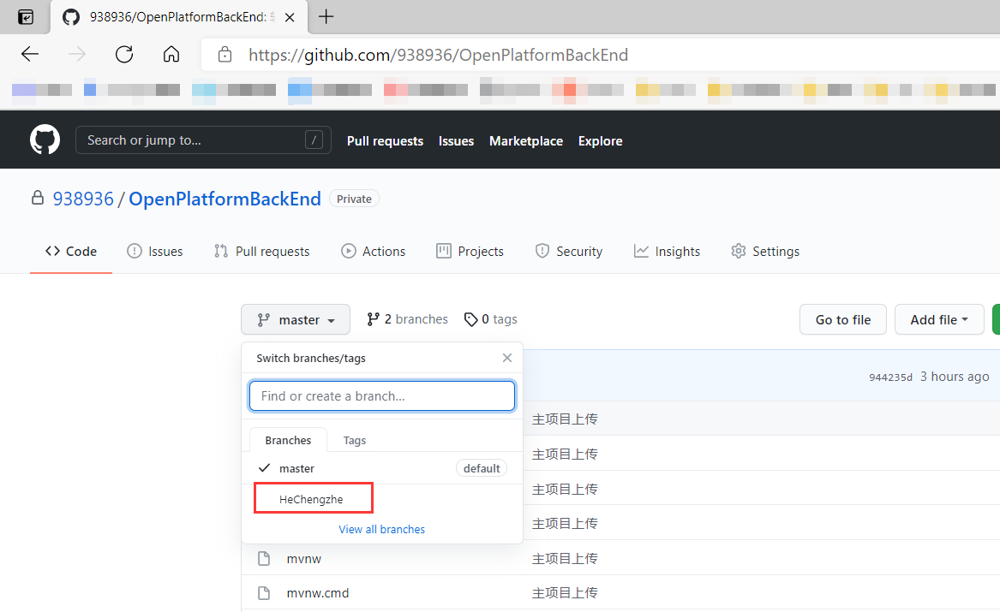 938936/OpenPlatformBackEnd:
https://github.com/938936/OpenPlatformBackEnd
Search or jump to...
/
Pull requests
Issues
Marketplace
Explore
938936 / OpenPlatformBackEnd
Private
Code
Issues
Pull requests
Actions
Projects
Security
Insights
Settings
master
2 branches
0 tags
Go to file
Add file
Switch branches/tags
944235d 3 hours ago
Find or create a branch...
主项目上传
Branches
Tags
主项目上传
master
default
主项目上传
HeChengzhe
主项目上传
View all branches
mvnw
主项目上传
mvnw.cmd
主项目上传